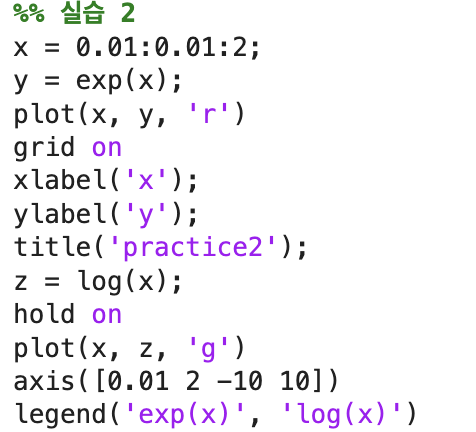 %% 실습 2
x = 0.01:0.01:2;
y = exp(x);
plot(x, y, 'r')
grid on
xlabel('x');
ylabel('y');
title('practice2');
z = log(x);
hold on
plot(x, z, 'g')
axis([0.01 2 -10 10])
legend('exp(x)', 'log(x)')